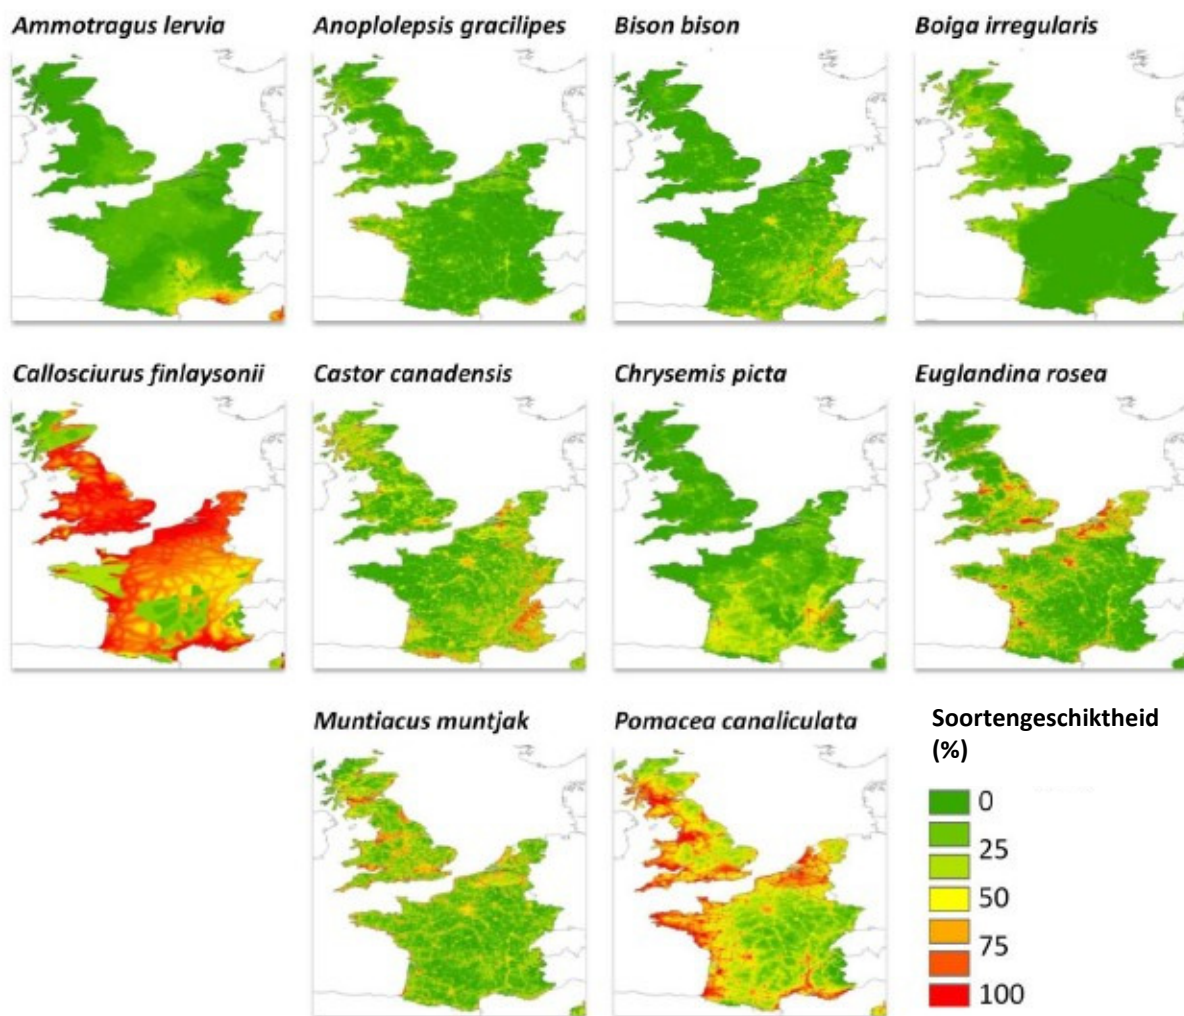 Ammotragus lervia
Anoplolepsis gracilipes
Bison bison
Boiga irregularis
Callosciurus finlaysonii
Castor canadensis
Chrysemis picta
Euglandina rosea
Muntiacus muntjak
Pomacea canaliculata
Soortengeschiktheid
(%)
0
25
50
75
100